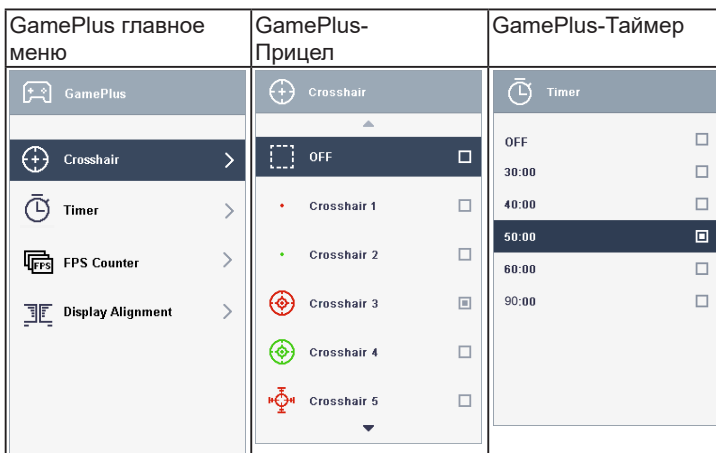 GamePlus главное
меню
GamePlus
Crosshair
Timer
FPS
FPS Counter
Display Alignment
GamePlus-
Прицел
Crosshair
OFF
Crosshair 1
Crosshair 2
Crosshair 3
Crosshair 4
Crosshair 5
GamePlus-Таймер
Timer
OFF
30:00
40:00
50:00
60:00
90:00